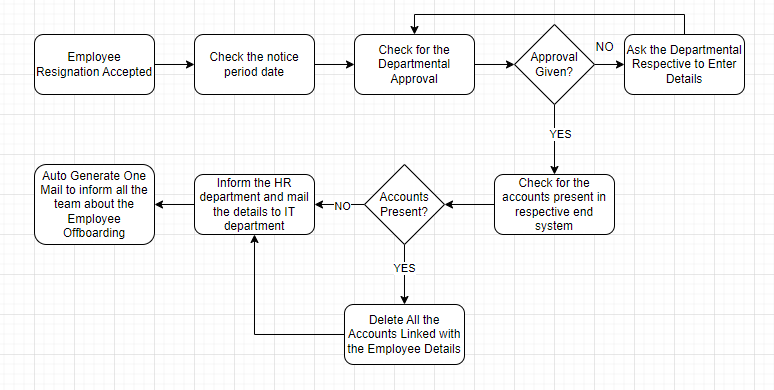 Employee
Resignation Accepted
Check the notice
period date
Check for the
Departmental
Approval
Approval
Given?
NO
Ask the Departmental
Respective to Enter
Details
YES
Auto Generate One
Mail to inform all the
team about the
Employee
Offboarding
Inform the HR
department and mail
the details to IT
department
NO
Accounts
Present?
Check for the
accounts present in
respective end
system
YES
Delete All the
Accounts Linked with
the Employee Details